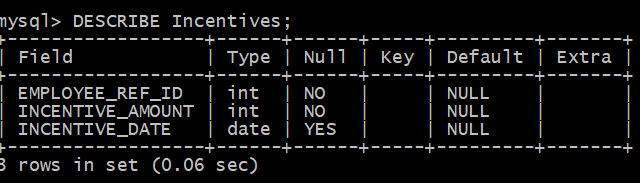 mysql> DESCRIBE Incentives;
+------------------+------+------+-----+---------+-------+
| Field            | Type | Null | Key | Default | Extra |
+------------------+------+------+-----+---------+-------+
| EMPLOYEE_REF_ID  | int  | NO   |     | NULL    |       |
| INCENTIVE_AMOUNT | int  | NO   |     | NULL    |       |
| INCENTIVE_DATE   | date | YES  |     | NULL    |       |
+------------------+------+------+-----+---------+-------+
3 rows in set (0.06 sec)